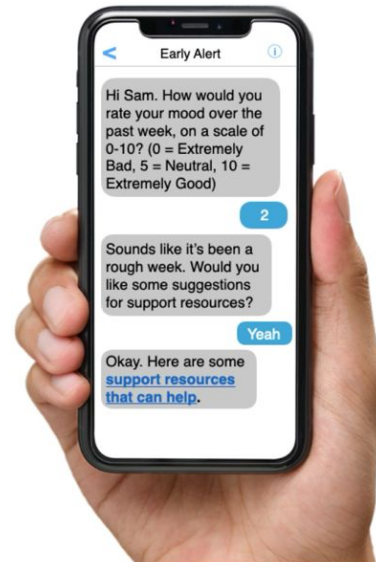 Early Alert
Hi Sam. How would you
rate your mood over the
past week, on a scale of
0-10? (0 = Extremely
Bad, 5 = Neutral, 10 =
Extremely Good)
2
Sounds like it's been a
rough week. Would you
like some suggestions
for support resources?
Yeah
Okay. Here are some
support resources
that can help.